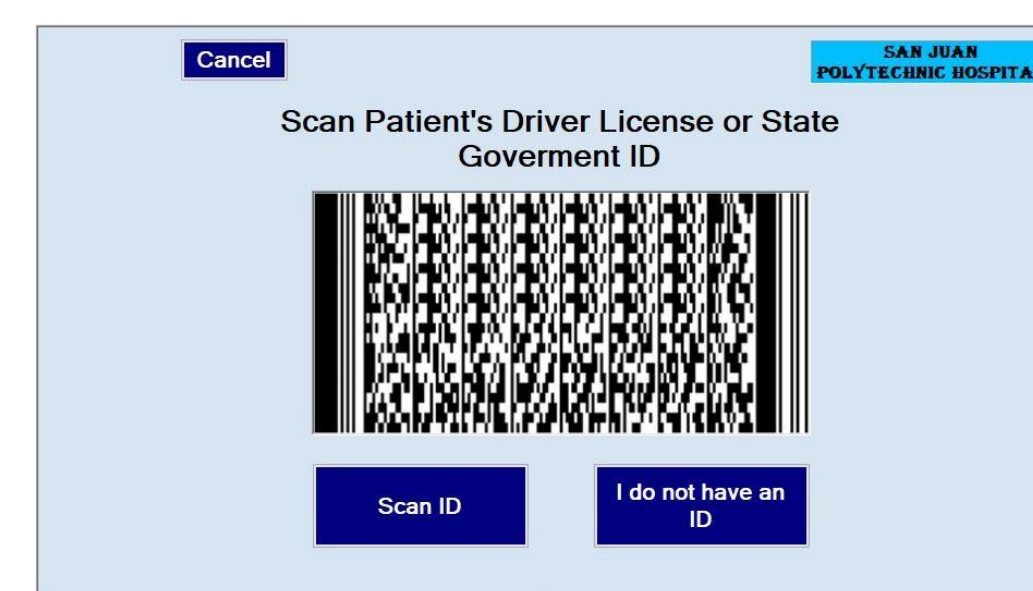 Cancel
SAN JUAN
POLYTECHNIC HOSPITA
Scan Patient's Driver License or State
Goverment ID
Scan ID
I do not have an
ID